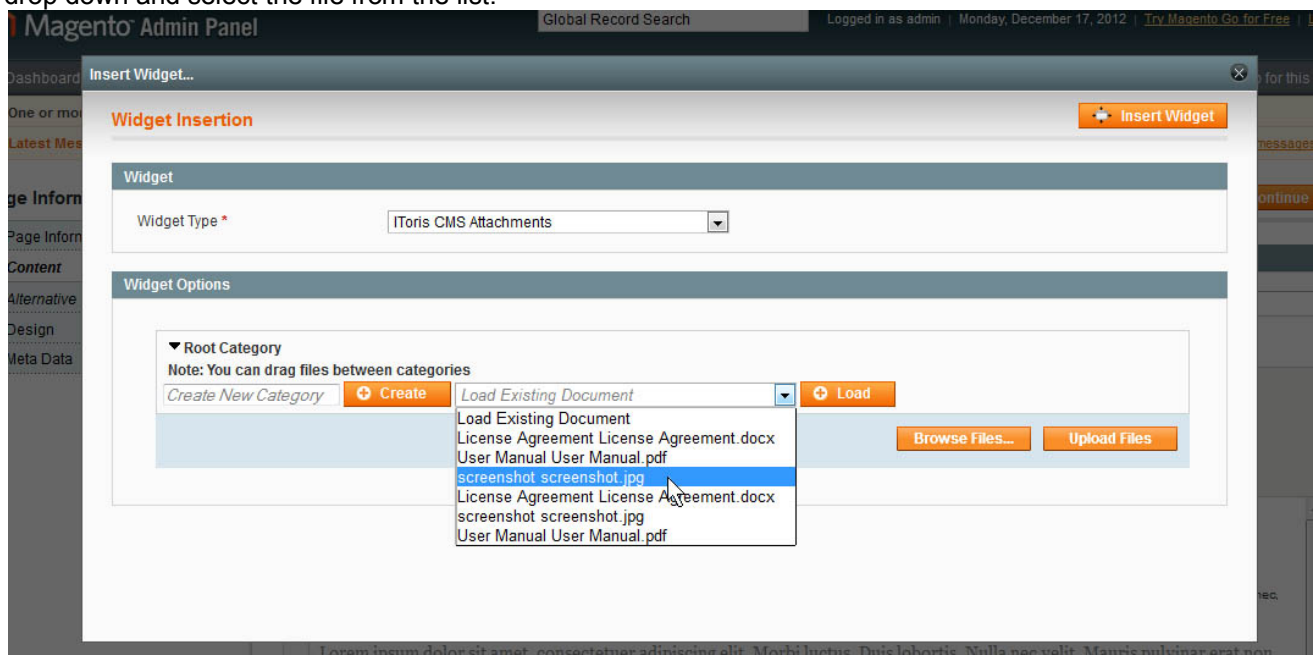 drop down and select the file from the list.
Magento Admin Panel Global Record Search Logged in as admin | Monday, December 17, 2012 | Try Magento Go for Free |
Dashboard Insert Widget... for this
One or mor Widget Insertion Insert Widget
Latest Mes messages
Widget
ge Inform Continue
Widget Type * IToris CMS Attachments
Page Inform
Content
Widget Options
Alternative
Design
Root Category
Meta Data
Note: You can drag files between categories
Create New Category Create Load Existing Document Load
Load Existing Document
License Agreement License Agreement.docx Browse Files... Upload Files
User Manual User Manual.pdf
screenshot screenshot.jpg
License Agreement License Agreement.docx
screenshot screenshot.jpg
User Manual User Manual.pdf
nec,
Lorem ipsum dolor sit amet, consectetuer adipiscing elit. Morbi luctus. Duis lobortis. Nulla nec velit. Mauris pulvinar erat non